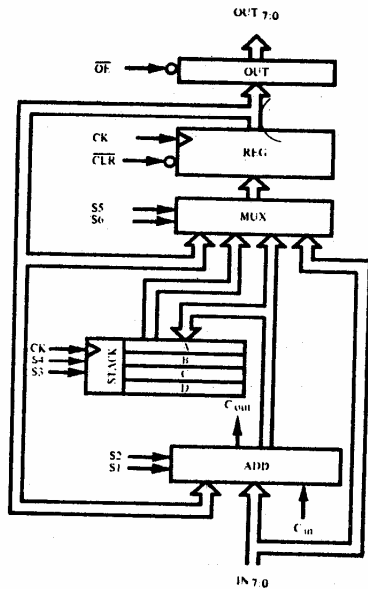 OUT 7:0
OE
OUT
CK
REG
CLR
S5
S6
MUX
CK
S4
S3
STACK
A
B
C
D
Cout
S2
S1
ADD
Cin
IN 7:0